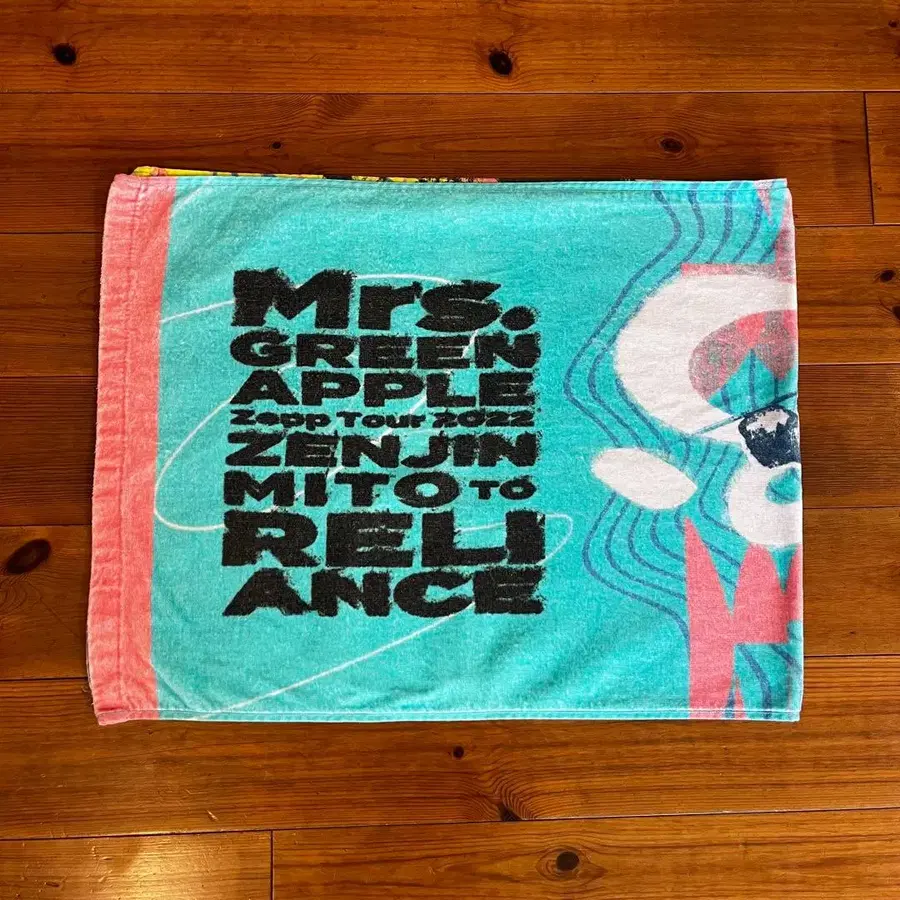 Mrs.
GREEN
APPLE
Zepp Tour 2022
ZENJIN
MITO TO
RELI
ANCE